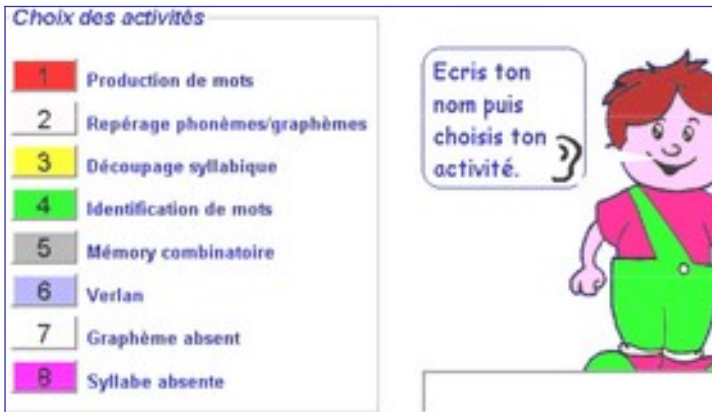 Choix des activités
1 Production de mots
2 Repérage phonèmes/graphèmes
3 Découpage syllabique
4 Identification de mots
5 Mémory combinatoire
6 Verlan
7 Graphème absent
8 Syllabe absente
Ecris ton
nom puis
choisis ton
activité.